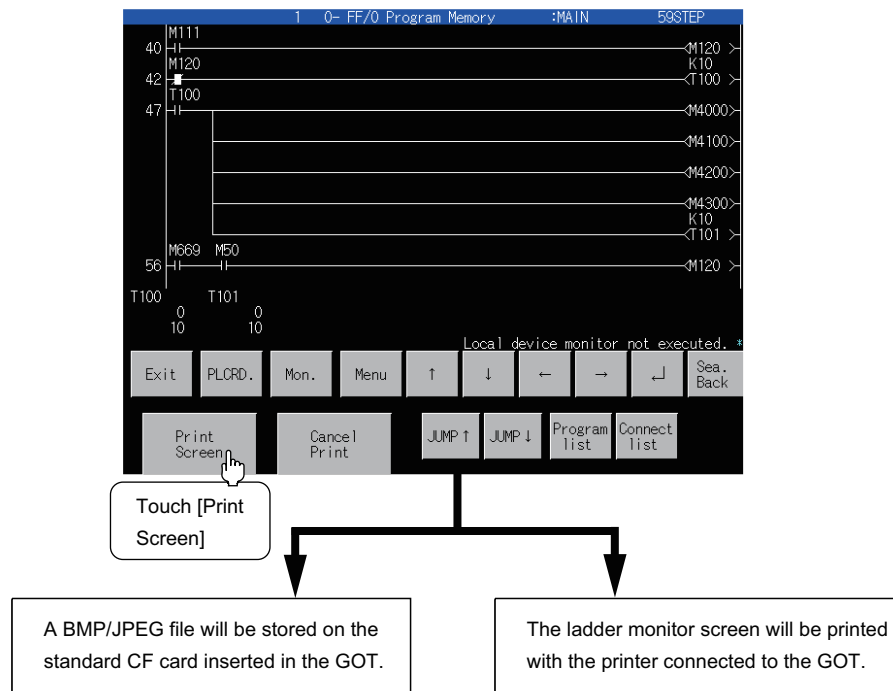 1 0- FF/0 Program Memory :MAIN 59STEP
M111
40 <M120 >
M120 K10
42 <T100 >
T100
47 <M4000>
<M4100>
<M4200>
<M4300>
K10
<T101 >
M669 M50
56 <M120 >
T100 T101
0 0
10 10
Local device monitor not executed. *
Exit PLCRD. Mon. Menu ↑ ↓ ← → ↵ Sea. Back
Print Screen Cancel Print JUMP↑ JUMP↓ Program list Connect list
Touch [Print
Screen]
A BMP/JPEG file will be stored on the
standard CF card inserted in the GOT.
The ladder monitor screen will be printed
with the printer connected to the GOT.